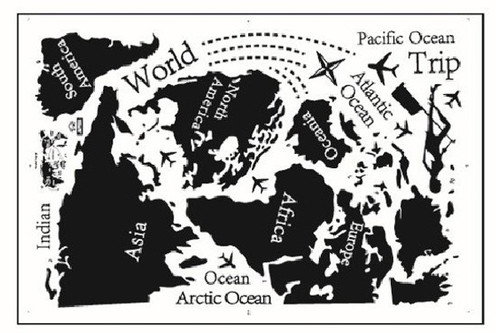 Pacific Ocean
World
Trip
South
America
North
America
Atlantic
Ocean
Oceania
Indian
Asia
Africa
Europe
Ocean
Arctic Ocean